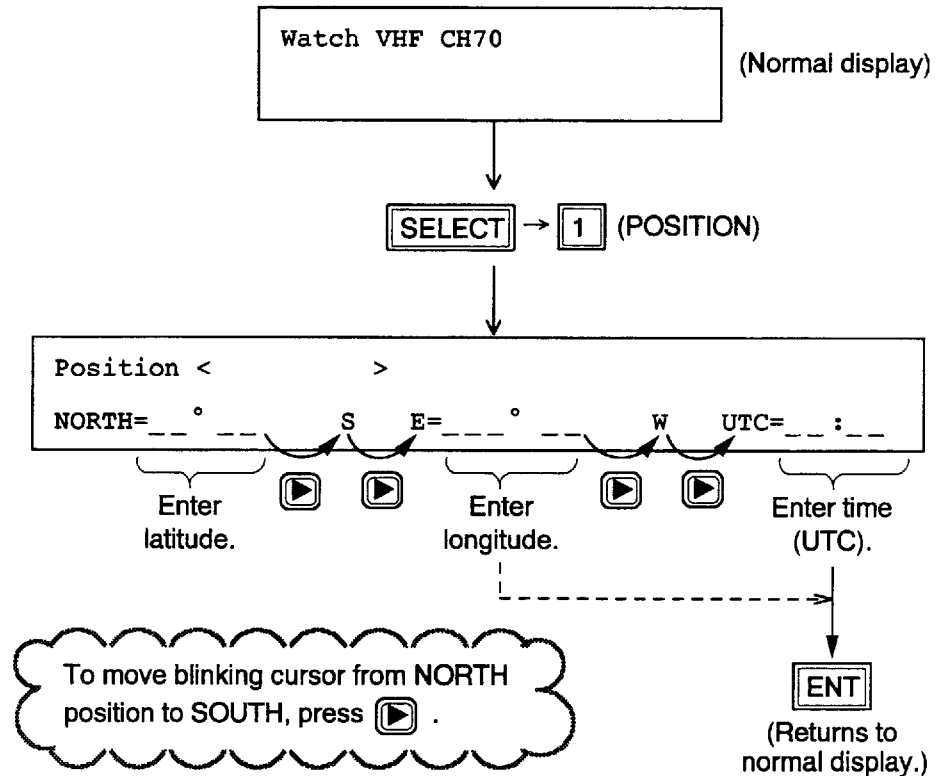 Watch VHF CH70
(Normal display)
SELECT → 1 (POSITION)
Position < >
NORTH=__°__ S E=___°__ W UTC=__:__
Enter
latitude.
Enter
longitude.
Enter time
(UTC).
To move blinking cursor from NORTH
position to SOUTH, press ▶ .
ENT
(Returns to
normal display.)